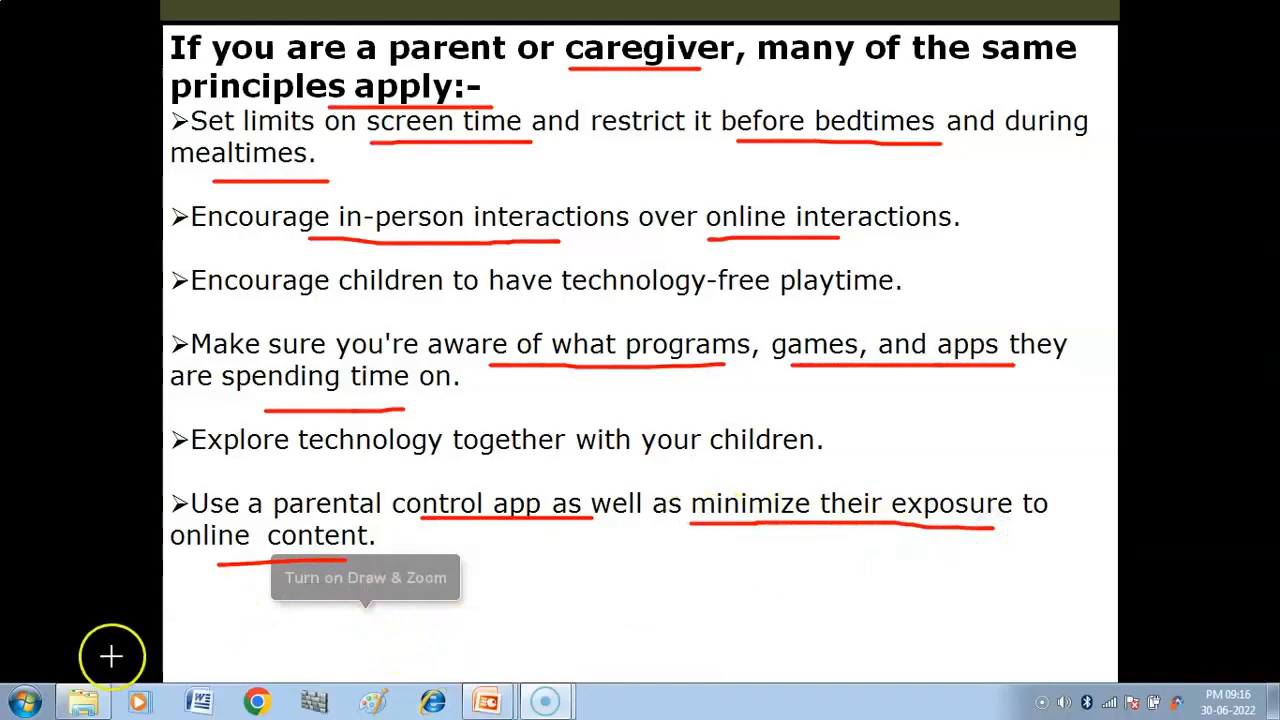 If you are a parent or caregiver, many of the same
principles apply:-
➢Set limits on screen time and restrict it before bedtimes and during
mealtimes.
➢Encourage in-person interactions over online interactions.
➢Encourage children to have technology-free playtime.
➢Make sure you're aware of what programs, games, and apps they
are spending time on.
➢Explore technology together with your children.
➢Use a parental control app as well as minimize their exposure to
online content.
Turn on Draw & Zoom
PM 09:16
30-06-2022